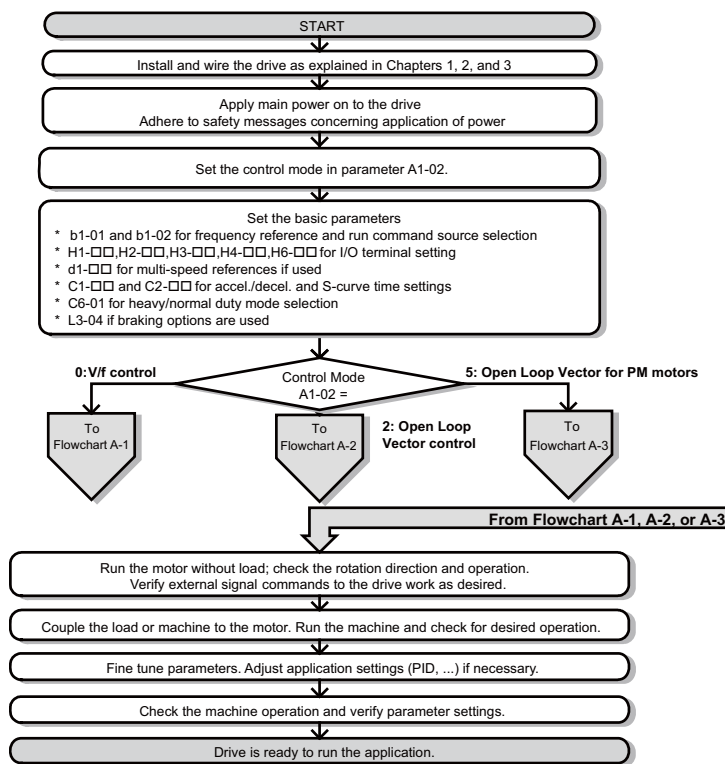 START
Install and wire the drive as explained in Chapters 1, 2, and 3
Apply main power on to the drive
Adhere to safety messages concerning application of power
Set the control mode in parameter A1-02.
Set the basic parameters
* b1-01 and b1-02 for frequency reference and run command source selection
* H1-□□,H2-□□,H3-□□,H4-□□,H6-□□ for I/O terminal setting
* d1-□□ for multi-speed references if used
* C1-□□ and C2-□□ for accel./decel. and S-curve time settings
* C6-01 for heavy/normal duty mode selection
* L3-04 if braking options are used
0:V/f control
Control Mode
A1-02 =
5: Open Loop Vector for PM motors
To
Flowchart A-1
To
Flowchart A-2
2: Open Loop
Vector control
To
Flowchart A-3
From Flowchart A-1, A-2, or A-3
Run the motor without load; check the rotation direction and operation.
Verify external signal commands to the drive work as desired.
Couple the load or machine to the motor. Run the machine and check for desired operation.
Fine tune parameters. Adjust application settings (PID, ...) if necessary.
Check the machine operation and verify parameter settings.
Drive is ready to run the application.